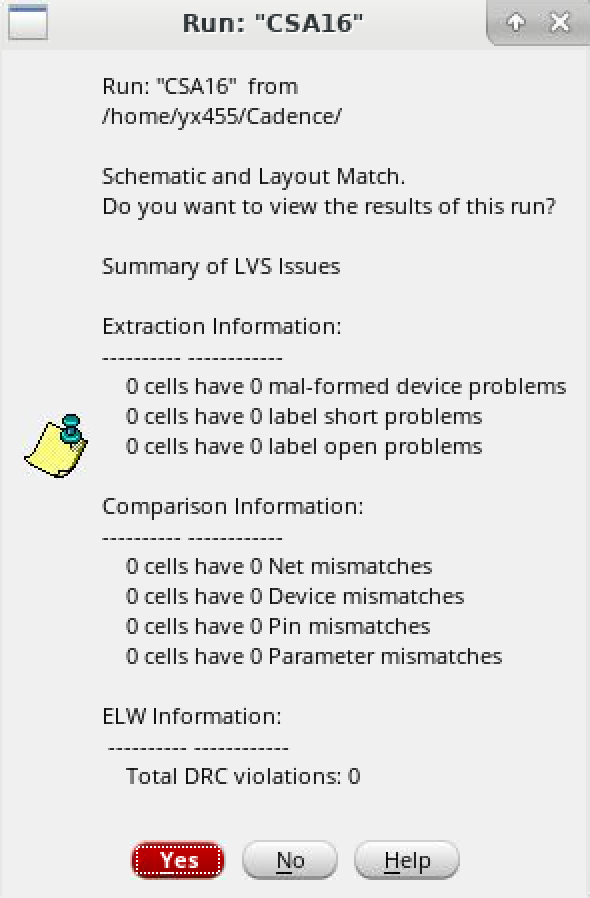 Run: "CSA16"
Run: "CSA16"  from
/home/yx455/Cadence/
Schematic and Layout Match.
Do you want to view the results of this run?
Summary of LVS Issues
Extraction Information:
---------- ------------
0 cells have 0 mal-formed device problems
0 cells have 0 label short problems
0 cells have 0 label open problems
Comparison Information:
---------- ------------
0 cells have 0 Net mismatches
0 cells have 0 Device mismatches
0 cells have 0 Pin mismatches
0 cells have 0 Parameter mismatches
ELW Information:
---------- ------------
Total DRC violations: 0
Yes No Help